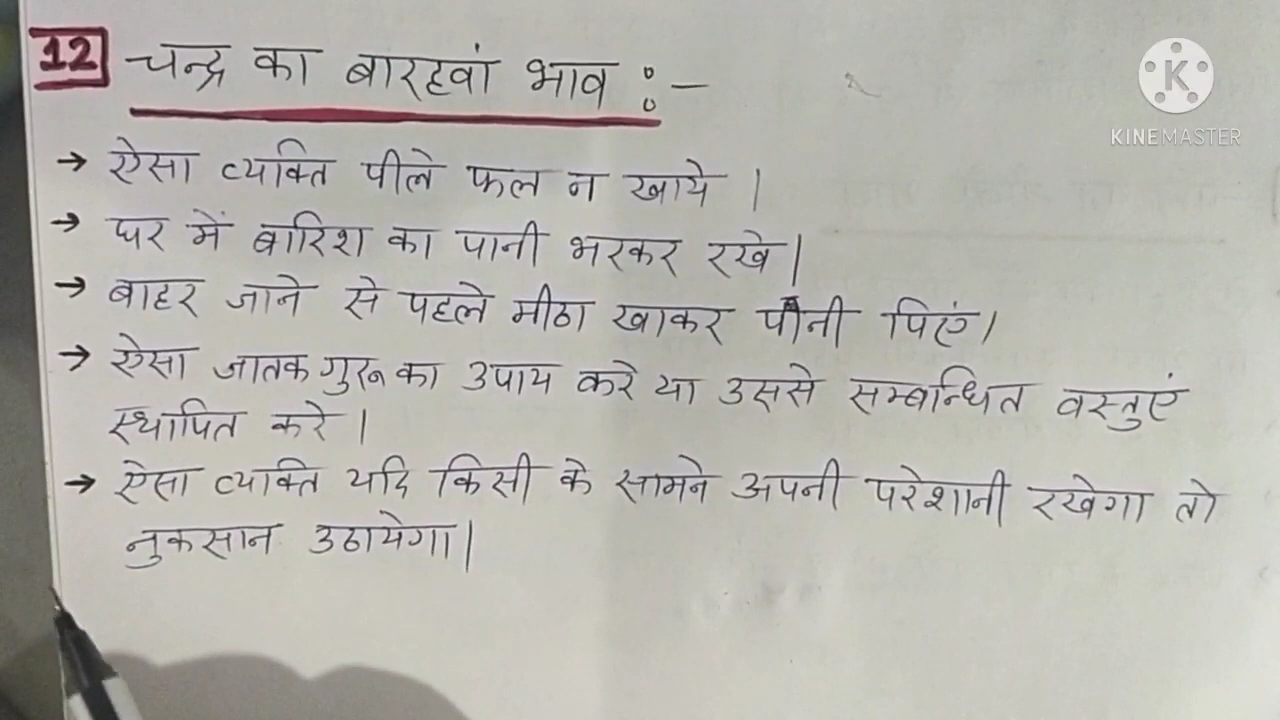 12 चन्द्र का बारहवां भाव :-
K
KINEMASTER
→ ऐसा व्यक्ति पीले फल न खाये ।
→ घर में बारिश का पानी भरकर रखे।
→ बाहर जाने से पहले मीठा खाकर पानी पिएं।
→ ऐसा जातक गुरू का उपाय करे या उससे सम्बन्धित वस्तुएं
स्थापित करे ।
→ ऐसा व्यक्ति यदि किसी के सामने अपनी परेशानी रखेगा तो
नुकसान उठायेगा।